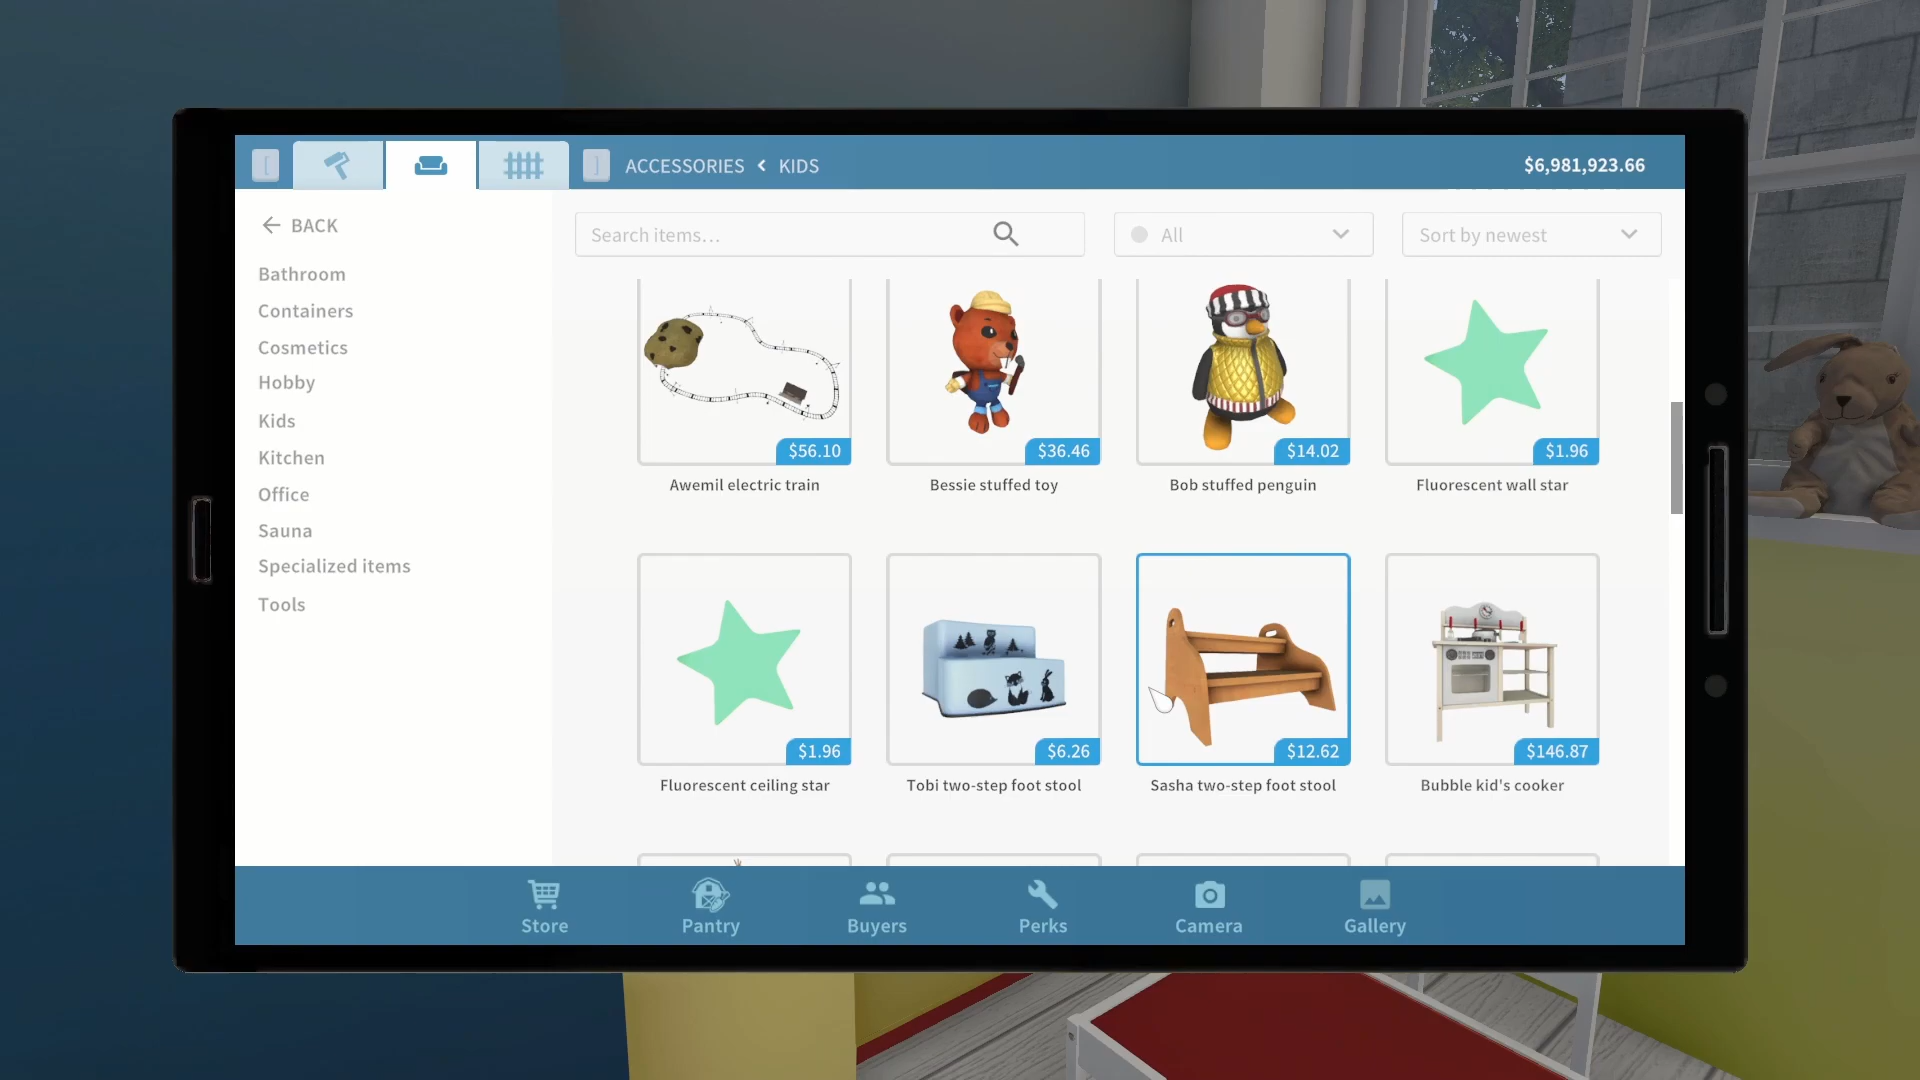 [
]
ACCESSORIES < KIDS
$6,981,923.66
BACK
Bathroom
Containers
Cosmetics
Hobby
Kids
Kitchen
Office
Sauna
Specialized items
Tools
Search items...
All
Sort by newest
$56.10
$36.46
$14.02
$1.96
Awemil electric train
Bessie stuffed toy
Bob stuffed penguin
Fluorescent wall star
$1.96
$6.26
$12.62
$146.87
Fluorescent ceiling star
Tobi two-step foot stool
Sasha two-step foot stool
Bubble kid's cooker
Store
Pantry
Buyers
Perks
Camera
Gallery